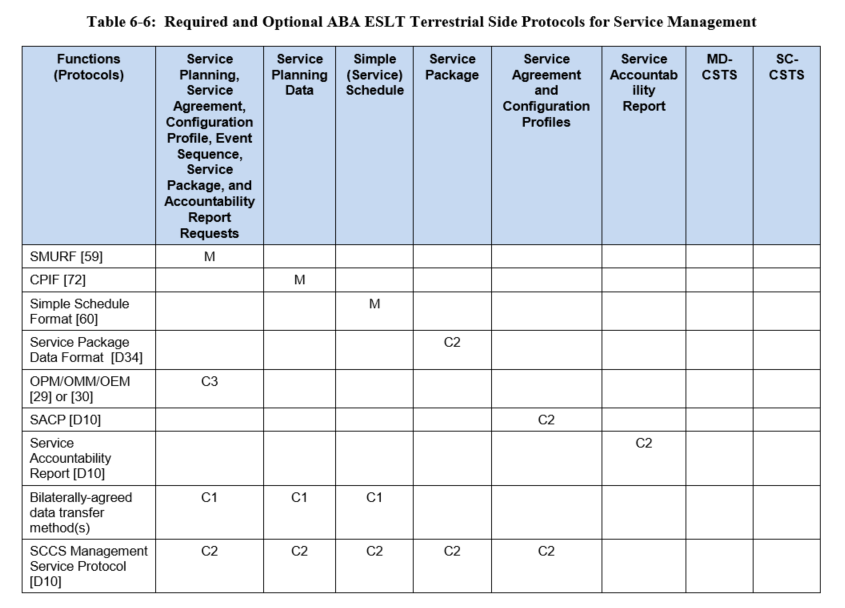 Table 6-6: Required and Optional ABA ESLT Terrestrial Side Protocols for Service Management
Functions
(Protocols)
Service
Planning,
Service
Agreement,
Configuration
Profile, Event
Sequence,
Service
Package, and
Accountability
Report
Requests
Service
Planning
Data
Simple
(Service)
Schedule
Service
Package
Service
Agreement
and
Configuration
Profiles
Service
Accountab
ility
Report
MD-
CSTS
SC-
CSTS
SMURF [59]
M
CPIF [72]
M
Simple Schedule
Format [60]
M
Service Package
Data Format [D34]
C2
OPM/OMM/OEM
[29] or [30]
C3
SACP [D10]
C2
Service
Accountability
Report [D10]
C2
Bilaterally-agreed
data transfer
method(s)
C1 C1 C1
SCCS Management
Service Protocol
[D10]
C2 C2 C2 C2 C2